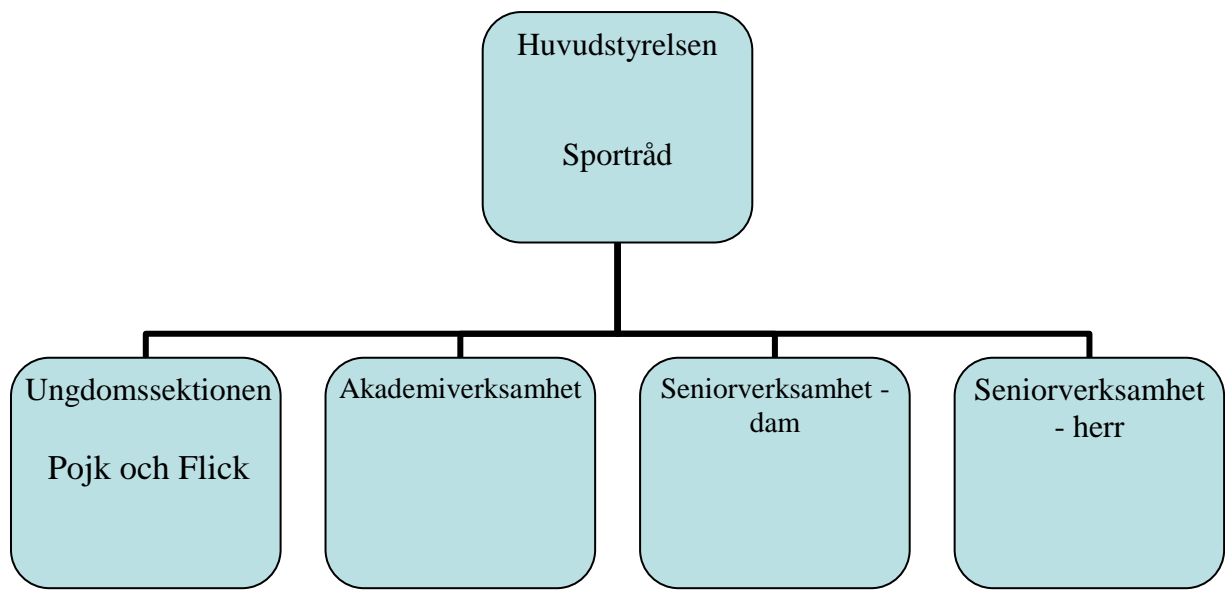 Huvudstyrelsen
Sportråd
Ungdomssektionen
Pojk och Flick
Akademiverksamhet
Seniorverksamhet -
dam
Seniorverksamhet
- herr